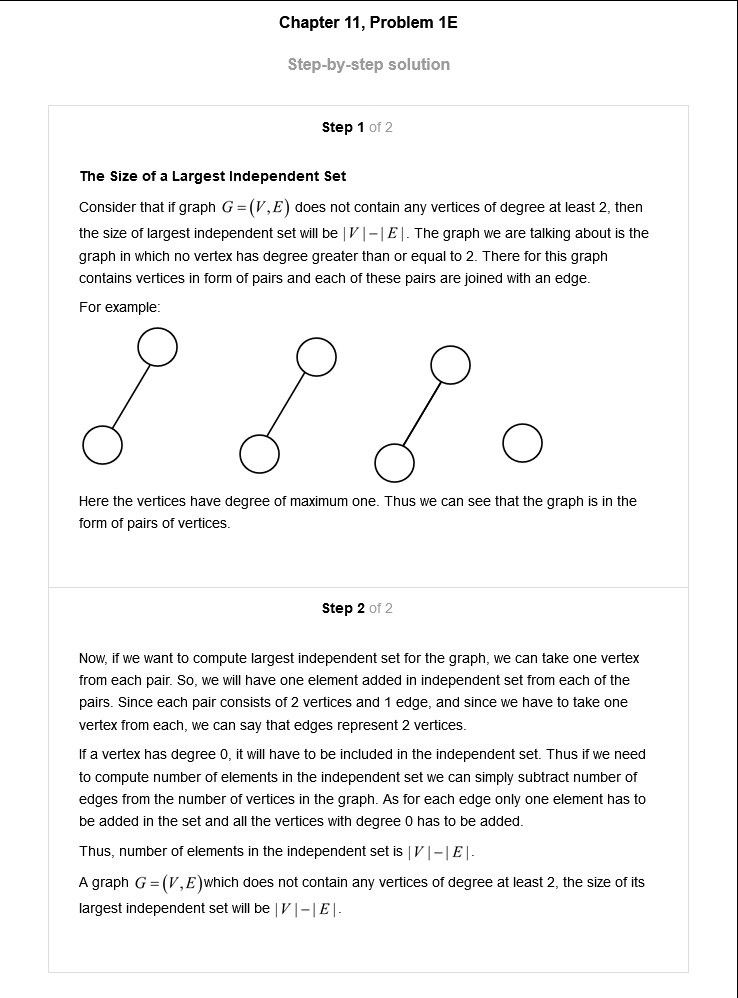 Chapter 11, Problem 1E
Step-by-step solution
Step 1 of 2
The Size of a Largest Independent Set
Consider that if graph G=(V,E) does not contain any vertices of degree at least 2, then
the size of largest independent set will be |V|−|E|. The graph we are talking about is the
graph in which no vertex has degree greater than or equal to 2. There for this graph
contains vertices in form of pairs and each of these pairs are joined with an edge.
For example:
Here the vertices have degree of maximum one. Thus we can see that the graph is in the
form of pairs of vertices.
Step 2 of 2
Now, if we want to compute largest independent set for the graph, we can take one vertex
from each pair. So, we will have one element added in independent set from each of the
pairs. Since each pair consists of 2 vertices and 1 edge, and since we have to take one
vertex from each, we can say that edges represent 2 vertices.
If a vertex has degree 0, it will have to be included in the independent set. Thus if we need
to compute number of elements in the independent set we can simply subtract number of
edges from the number of vertices in the graph. As for each edge only one element has to
be added in the set and all the vertices with degree 0 has to be added.
Thus, number of elements in the independent set is |V|−|E|.
A graph G=(V,E)which does not contain any vertices of degree at least 2, the size of its
largest independent set will be |V|−|E|.